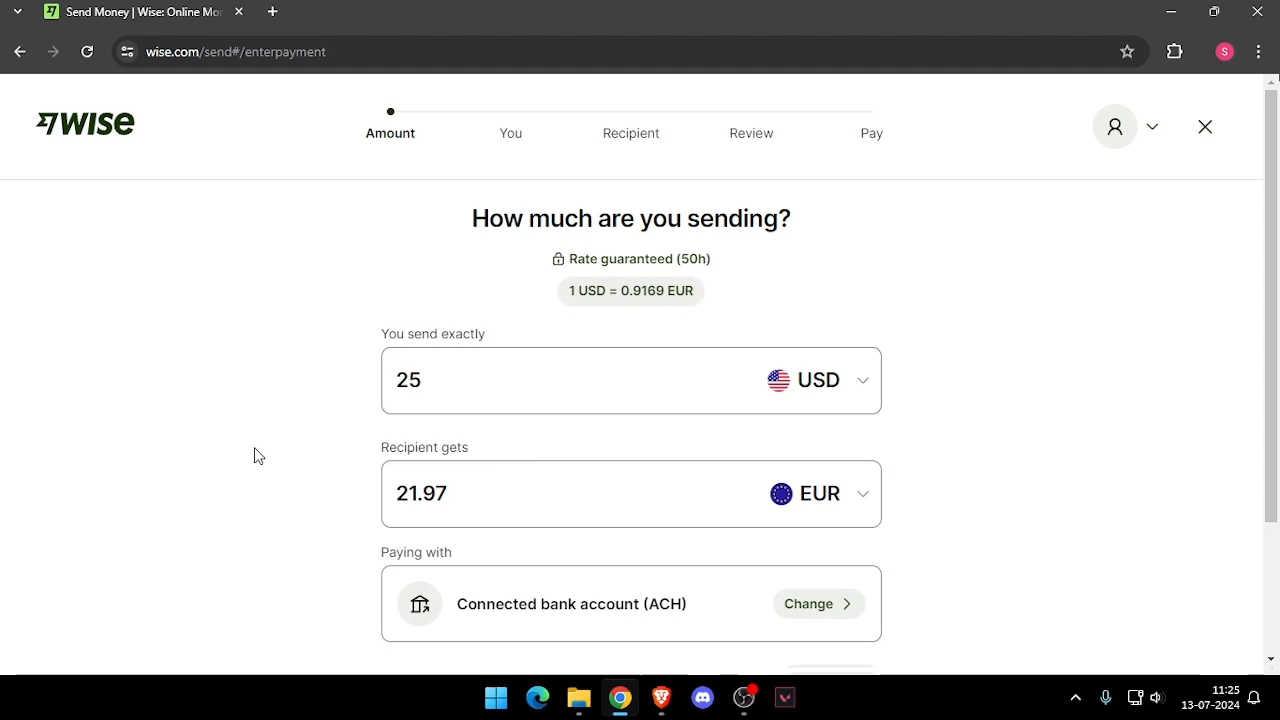 Send Money | Wise: Online Mon
wise.com/send#/enterpayment
S
WISE
Amount
You
Recipient
Review
Pay
How much are you sending?
Rate guaranteed (50h)
1 USD = 0.9169 EUR
You send exactly
25
USD
Recipient gets
21.97
EUR
Paying with
Connected bank account (ACH)
Change
11:25
13-07-2024